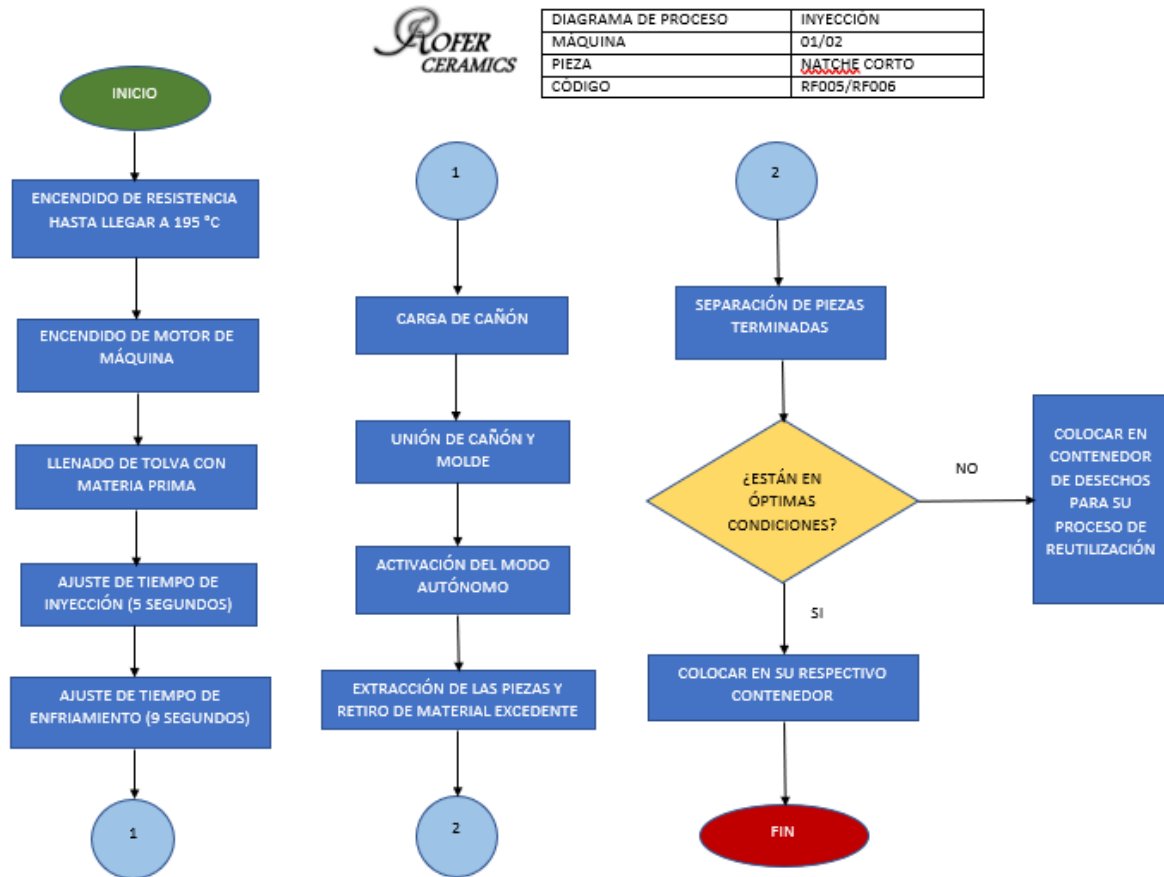 ROFER
CERAMICS
DIAGRAMA DE PROCESO INYECCIÓN
MÁQUINA 01/02
PIEZA NATCHE CORTO
CÓDIGO RF005/RF006
INICIO
ENCENDIDO DE RESISTENCIA
HASTA LLEGAR A 195 °C
ENCENDIDO DE MOTOR DE
MÁQUINA
LLENADO DE TOLVA CON
MATERIA PRIMA
AJUSTE DE TIEMPO DE
INYECCIÓN (5 SEGUNDOS)
AJUSTE DE TIEMPO DE
ENFRIAMIENTO (9 SEGUNDOS)
1
1
CARGA DE CAÑÓN
UNIÓN DE CAÑÓN Y
MOLDE
ACTIVACIÓN DEL MODO
AUTÓNOMO
EXTRACCIÓN DE LAS PIEZAS Y
RETIRO DE MATERIAL EXCEDENTE
2
2
SEPARACIÓN DE PIEZAS
TERMINADAS
¿ESTÁN EN
ÓPTIMAS
CONDICIONES?
NO
COLOCAR EN
CONTENEDOR
DE DESECHOS
PARA SU
PROCESO DE
REUTILIZACIÓN
SI
COLOCAR EN SU RESPECTIVO
CONTENEDOR
FIN